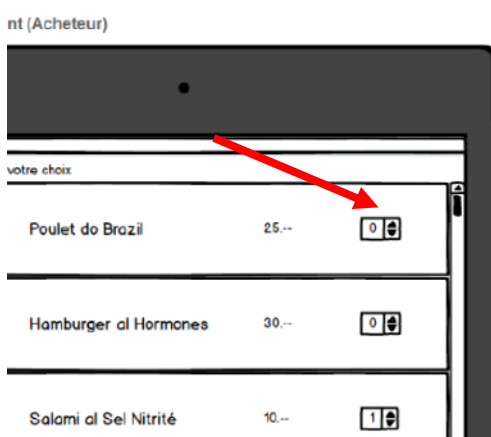 nt (Acheteur)
votre choix
Poulet do Brazil 25.-- 0
Hamburger al Hormones 30.-- 0
Salami al Sel Nitrité 10.-- 1